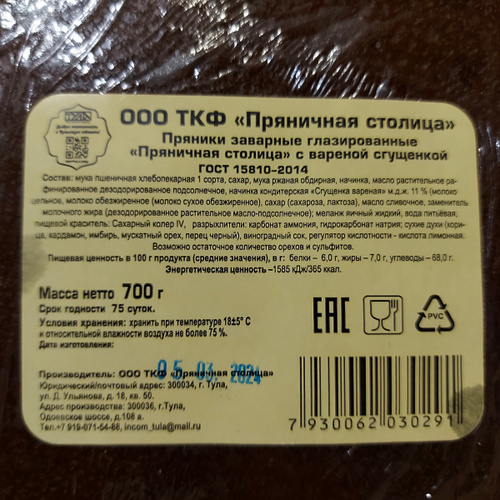 ООО ТКФ «Пряничная столица»
Пряники заварные глазированные
«Пряничная столица» с вареной сгущенкой
ГОСТ 15810-2014
Состав: мука пшеничная хлебопекарная 1 сорта, сахар, мука ржаная обдирная, начинка, масло растительное ра-
финированное дезодорированное подсолнечное, начинка кондитерская «Сгущенка вареная» м.д.ж. 11 % (молоко
цельное, молоко обезжиренное (молоко сухое обезжиренное), сахар (сахароза, лактоза), масло сливочное, заменитель
молочного жира (дезодорированное растительное масло-подсолнечное); меланж яичный жидкий, вода питьёвая;
пищевой краситель: Сахарный колер IV, разрыхлители: карбонат аммония, гидрокарбонат натрия; сухие духи (кори-
ца, кардамон, имбирь, мускатный орех, перец черный), виноградный сок, регулятор кислотности - кислота лимонная.
Возможно остаточное количество орехов и сульфитов.
Пищевая ценность в 100 г продукта (средние значения), в г: белки – 6,0 г, жиры - 7,0 г, углеводы – 68,0 г.
Энергетическая ценность –1585 кДж/365 ккал.
Масса нетто 700 г
Срок годности 75 суток.
Условия хранения: хранить при температуре 18±5° С
и относительности влажности воздуха не более 75 %.
Дата изготовления:
05 03. 2024
Производитель: ООО ТКФ «Пряничная столица»
Юридический/почтовый адрес: 300034, г. Тула,
ул. Д. Ульянова, д. 18, кв. 50.
Адрес производства: 300036, г.Тула,
Одоевское шоссе, д.106 а.
Тел.+7 919-071-54-88, incom_tula@mail.ru
EAC
PVC
7 930062 030291